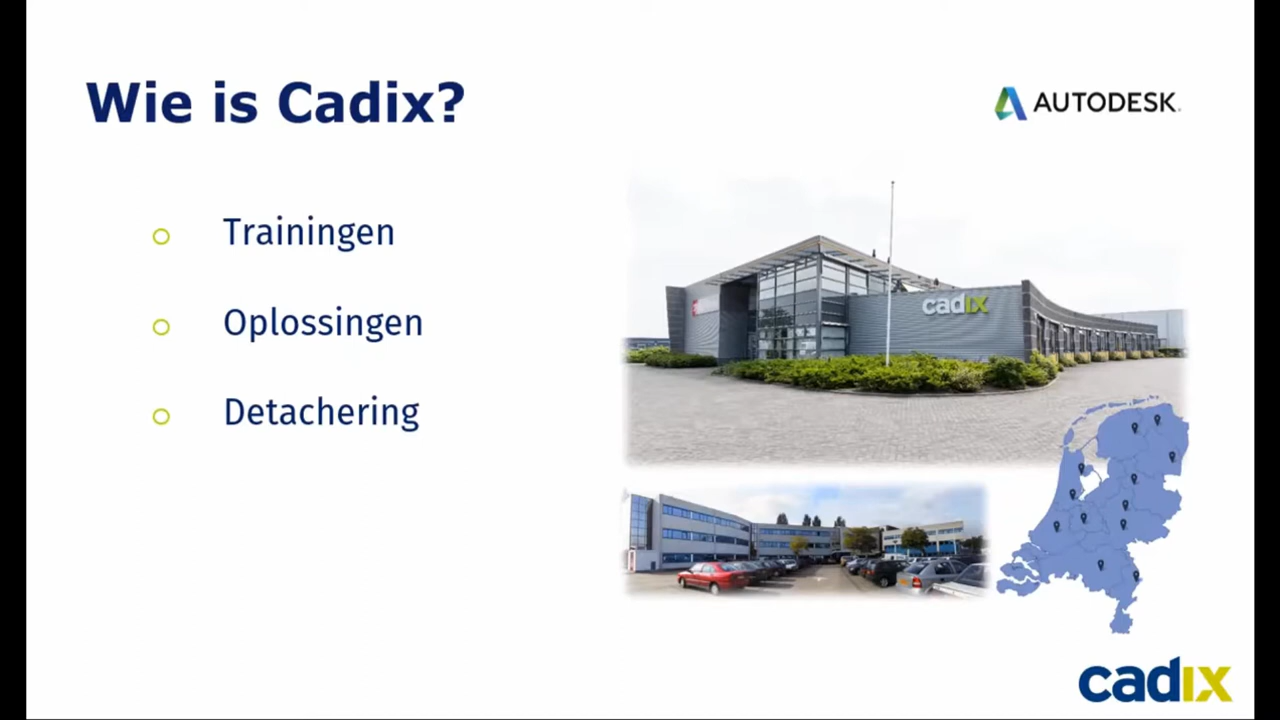 Wie is Cadix?
AUTODESK.
Trainingen
Oplossingen
Detachering
cadix
cadix